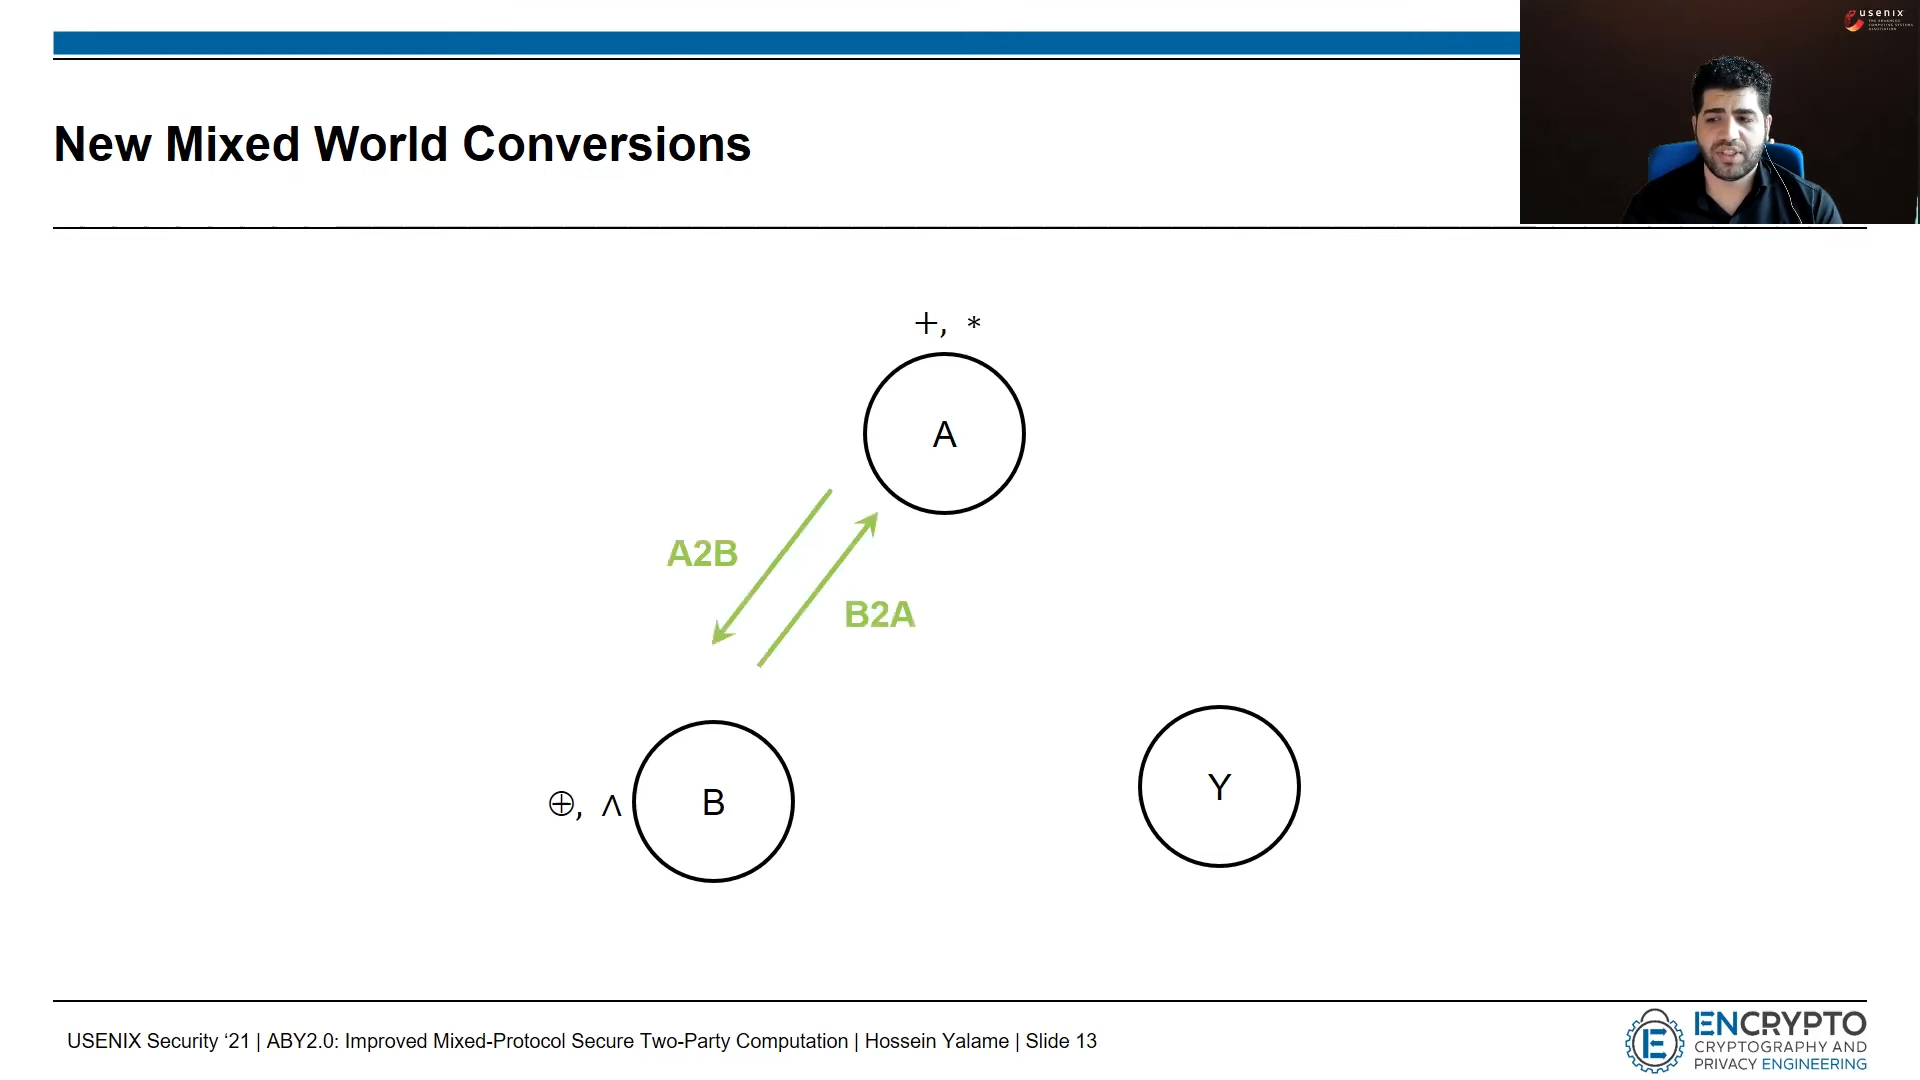 usenix
New Mixed World Conversions
+, *
A
A2B
B2A
⊕, ∧
B
Y
USENIX Security ‘21 | ABY2.0: Improved Mixed-Protocol Secure Two-Party Computation | Hossein Yalame | Slide 13
ENCRYPTO
CRYPTOGRAPHY AND
PRIVACY ENGINEERING